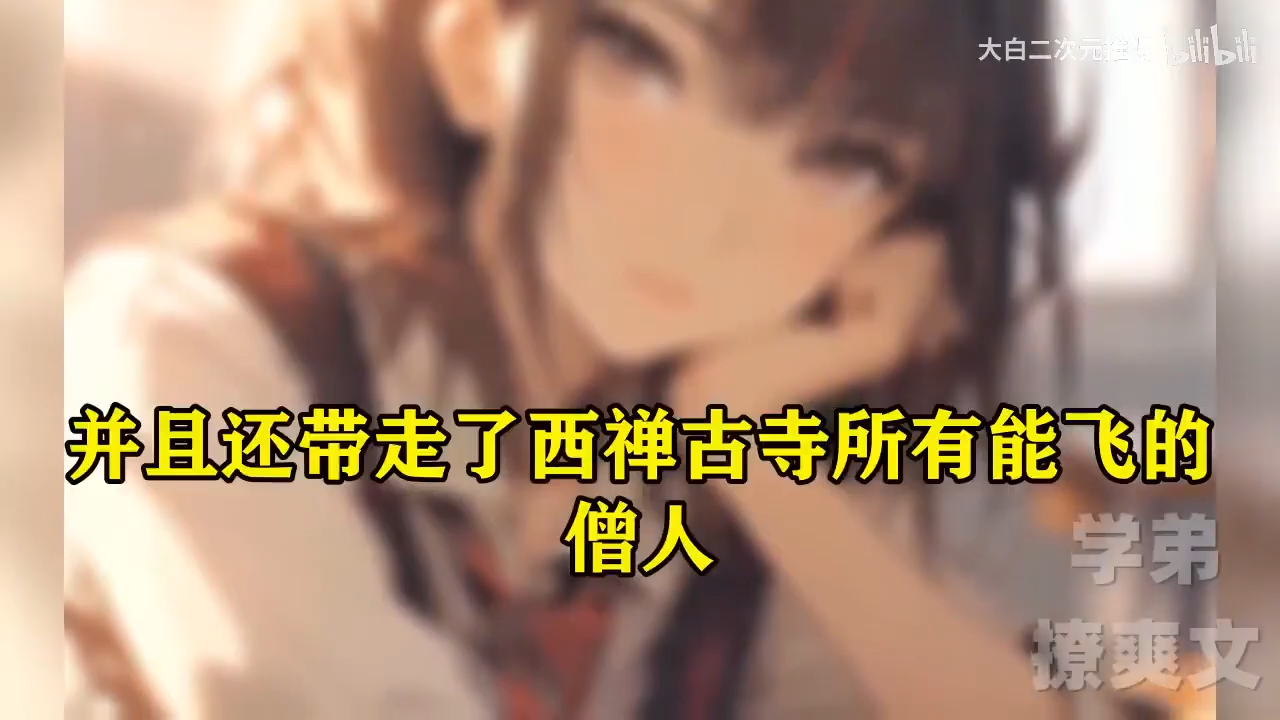 大白二次元推
bilibili
并且还带走了西禅古寺所有能飞的
僧人
学弟
撩爽文